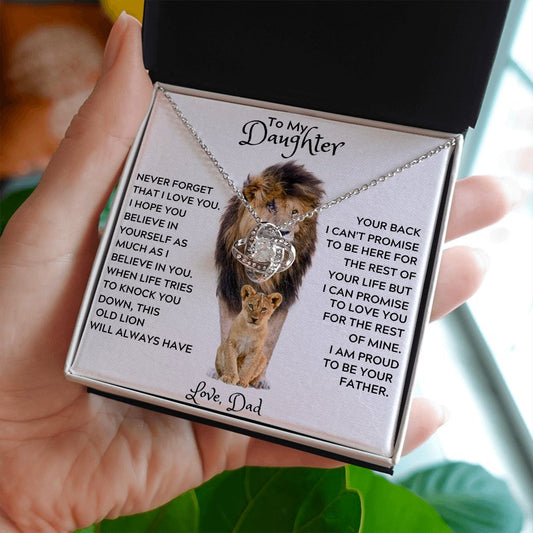 To My
Daughter
NEVER FORGET
THAT I LOVE YOU.
I HOPE YOU
BELIEVE IN
YOURSELF AS
MUCH AS I
BELIEVE IN YOU.
WHEN LIFE TRIES
TO KNOCK YOU
DOWN, THIS
OLD LION
WILL ALWAYS HAVE
YOUR BACK
I CAN'T PROMISE
TO BE HERE FOR
THE REST OF
YOUR LIFE BUT
I CAN PROMISE
TO LOVE YOU
FOR THE REST
OF MINE.
I AM PROUD
TO BE YOUR
FATHER.
Love, Dad